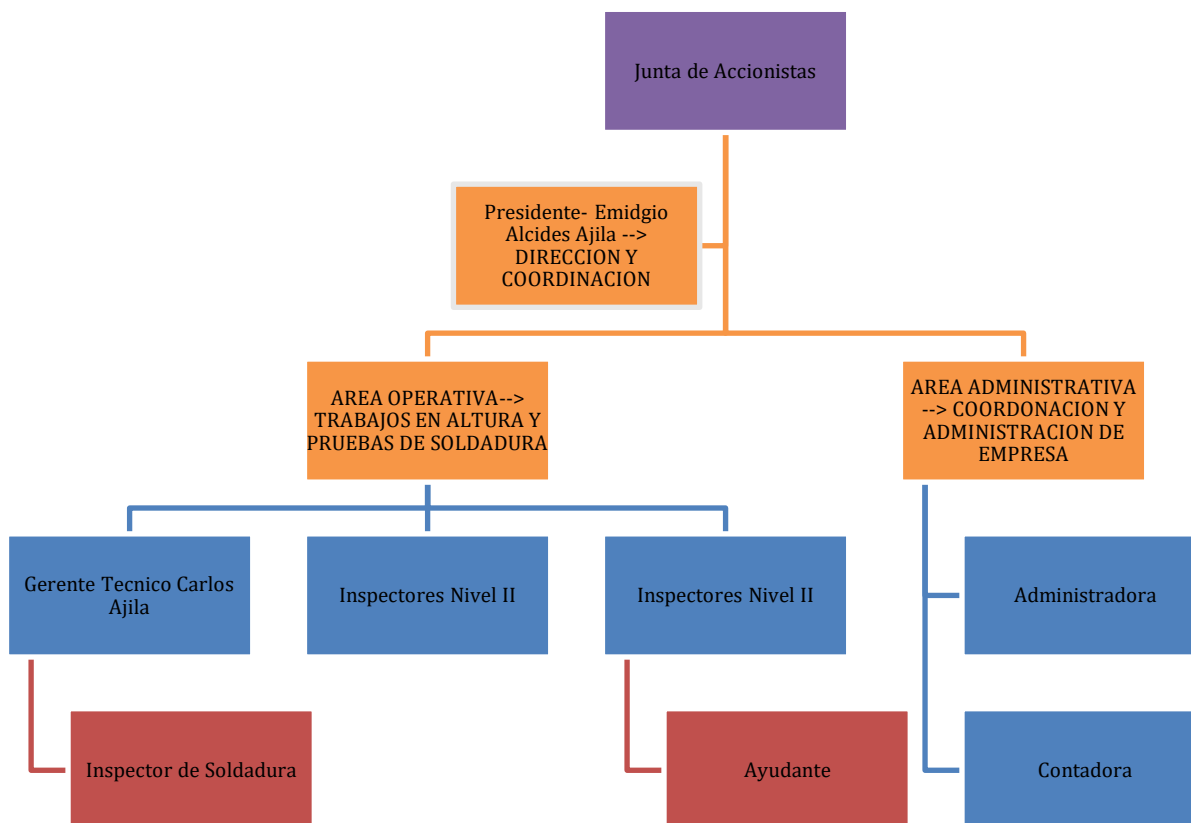 Junta de Accionistas
Presidente- Emidgio
Alcides Ajila -->
DIRECCION Y
COORDINACION
AREA OPERATIVA-->
TRABAJOS EN ALTURA Y
PRUEBAS DE SOLDADURA
AREA ADMINISTRATIVA
--> COORDONACION Y
ADMINISTRACION DE
EMPRESA
Gerente Tecnico Carlos
Ajila
Inspectores Nivel II
Inspectores Nivel II
Administradora
Inspector de Soldadura
Ayudante
Contadora